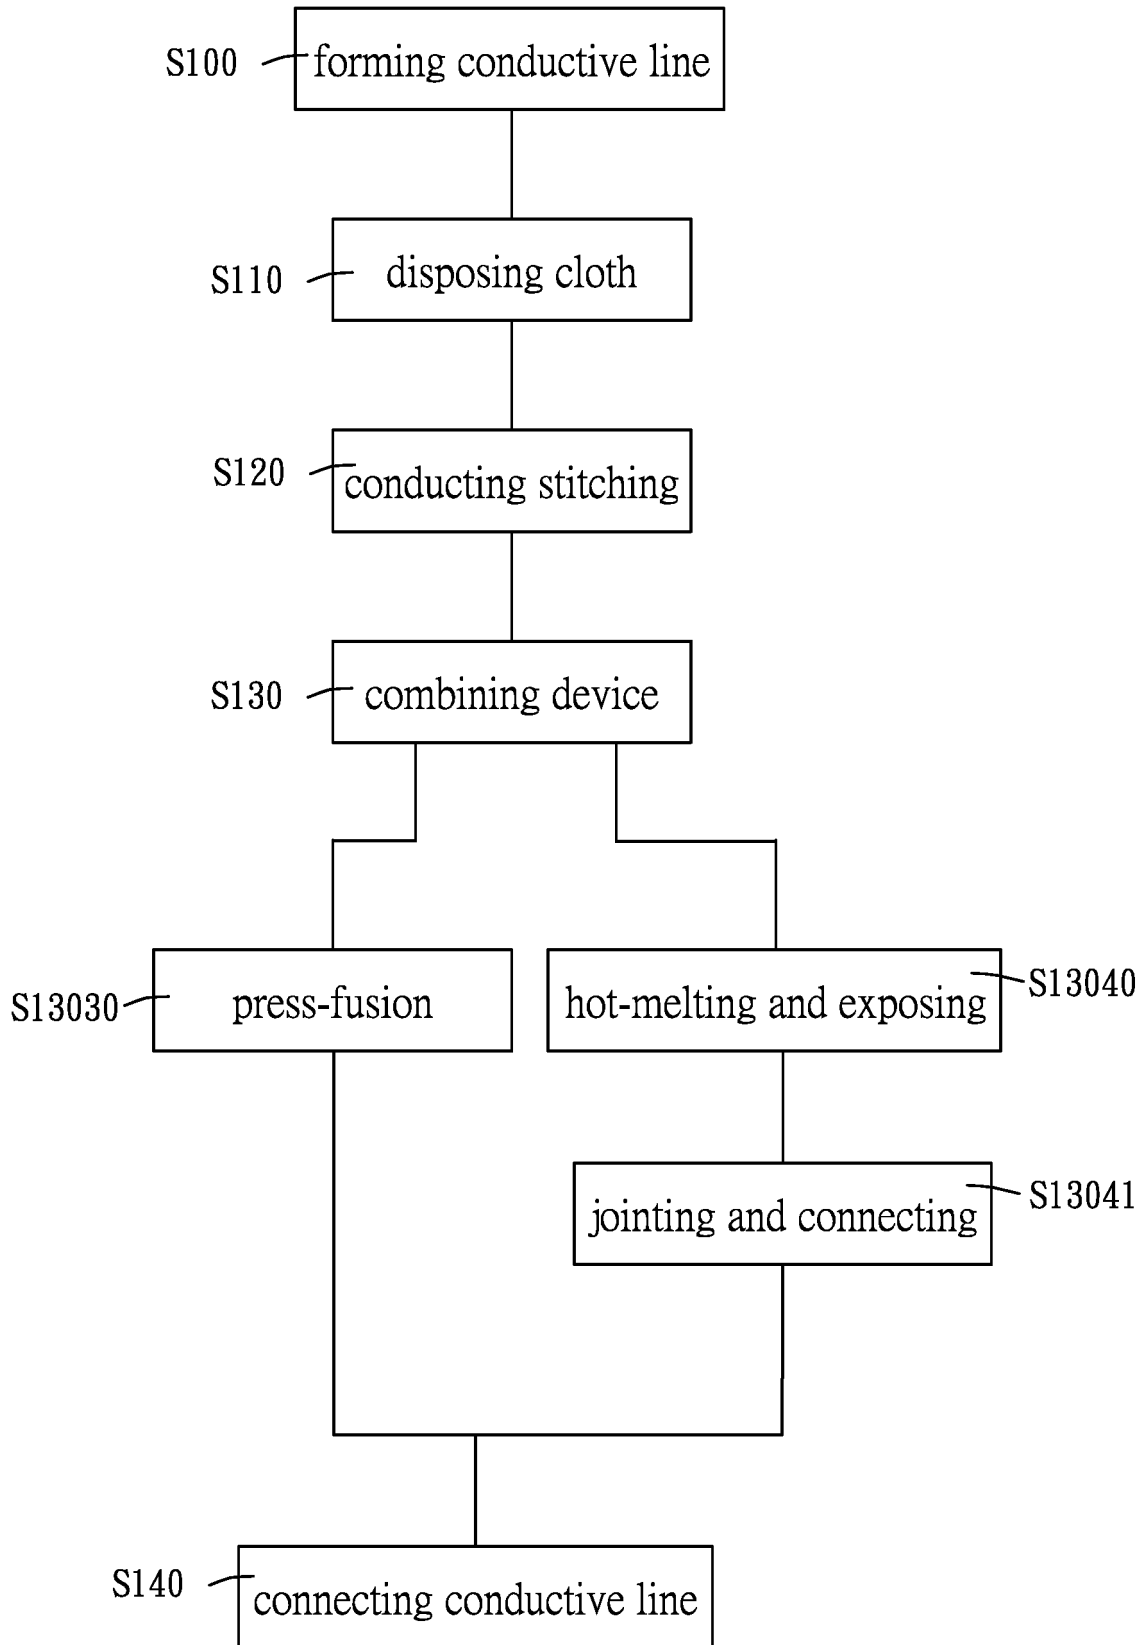 S100
forming conductive line
S110
disposing cloth
S120
conducting stitching
S130
combining device
S13030
press-fusion
hot-melting and exposing
S13040
jointing and connecting
S13041
S140
connecting conductive line